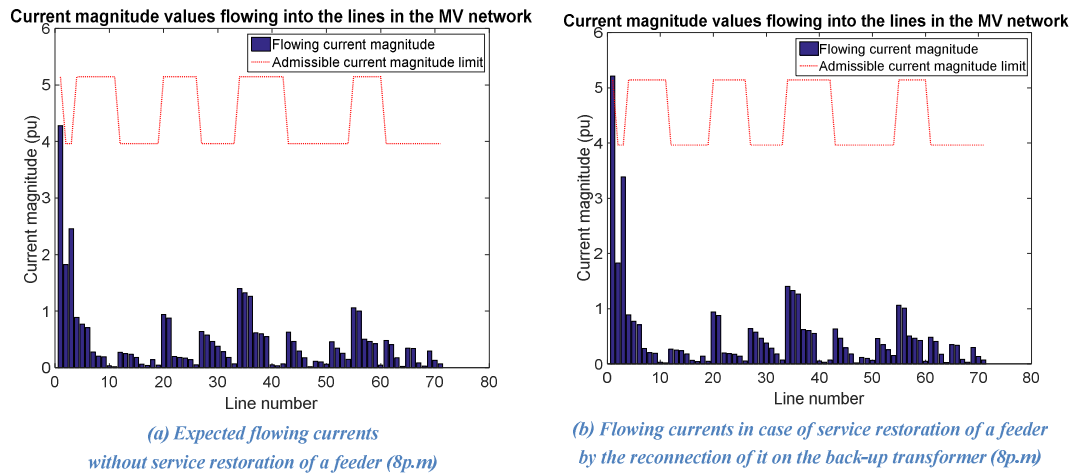 Current magnitude values flowing into the lines in the MV network
6
5
4
3
2
1
0
Current magnitude (pu)
Flowing current magnitude
Admissible current magnitude limit
0 10 20 30 40 50 60 70 80
Line number
(a) Expected flowing currents
without service restoration of a feeder (8p.m)
Current magnitude values flowing into the lines in the MV network
6
5
4
3
2
1
0
Current magnitude (pu)
Flowing current magnitude
Admissible current magnitude limit
0 10 20 30 40 50 60 70 80
Line number
(b) Flowing currents in case of service restoration of a feeder
by the reconnection of it on the back-up transformer (8p.m)